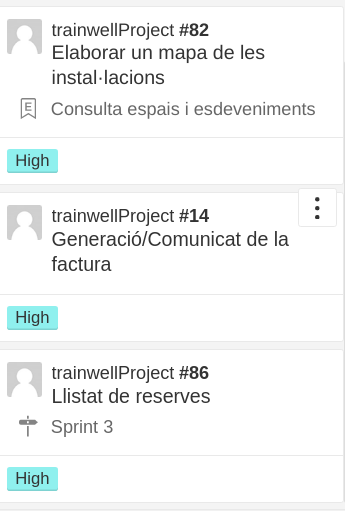 trainwellProject #82
Elaborar un mapa de les
instal·lacions
E
Consulta espais i esdeveniments
High
trainwellProject #14
Generació/Comunicat de la
factura
High
trainwellProject #86
Llistat de reserves
Sprint 3
High